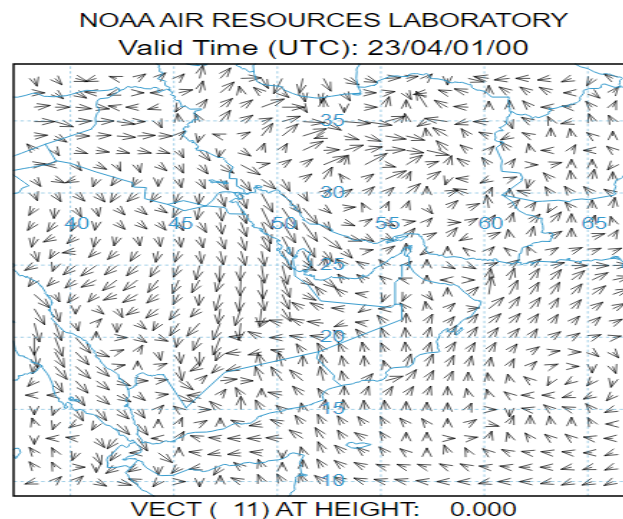 NOAA AIR RESOURCES LABORATORY
Valid Time (UTC): 23/04/01/00
35
30
40 45 50 55 60 65
25
20
15
10
VECT ( 11) AT HEIGHT: 0.000